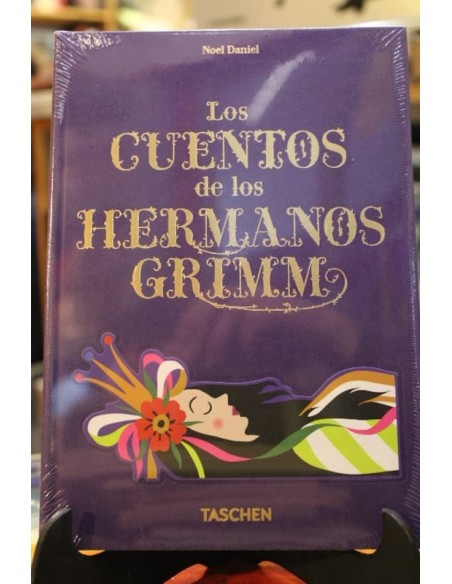 Noel Daniel
Los
CUENTOS
de los
HERMANOS
GRIMM
TASCHEN